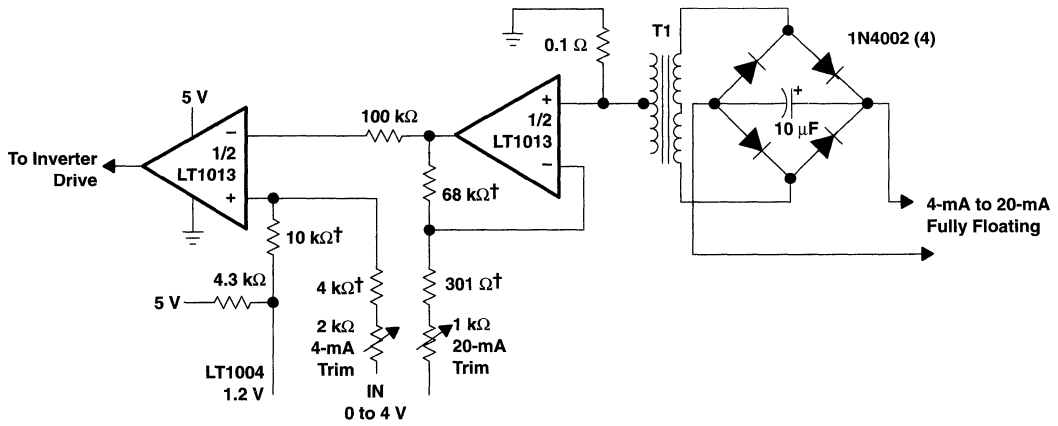 T1
1N4002 (4)
0.1 Ω
5 V
100 kΩ
+
1/2
LT1013
−
−
1/2
LT1013
+
+
10 μF
To Inverter
Drive
68 kΩ†
10 kΩ†
4-mA to 20-mA
Fully Floating
4.3 kΩ
5 V
4 kΩ†
301 Ω†
2 kΩ
4-mA
Trim
1 kΩ
20-mA
Trim
LT1004
1.2 V
IN
0 to 4 V